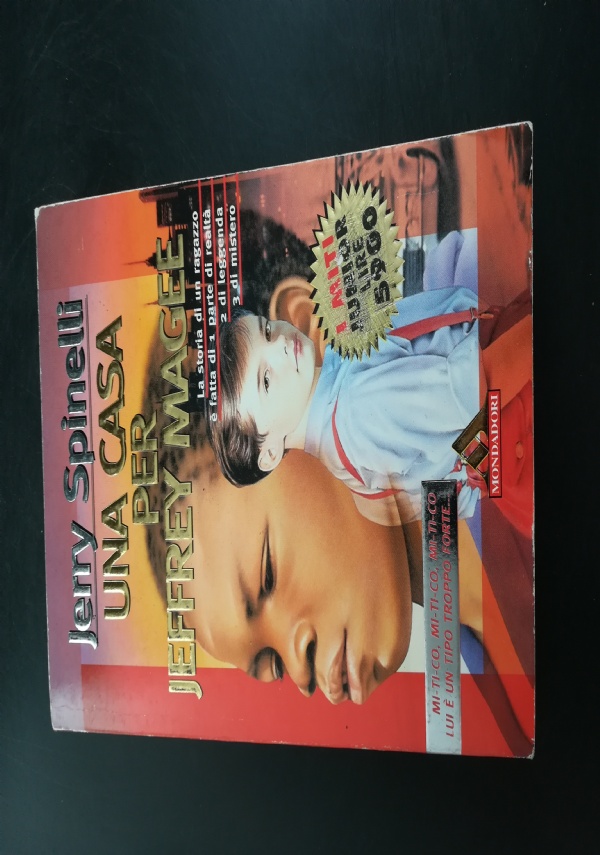 Jerry Spinelli
UNA CASA
PER
JEFFREY MAGEE
La storia di un ragazzo
è fatta di 1 parte di realtà
2 di leggenda
3 di mistero
I MITI
JUNIOR
LIRE
5900
MONDADORI
MI-TI-CO, MI-TI-CO, MI-TI-CO,
LUI È UN TIPO TROPPO FORTE...